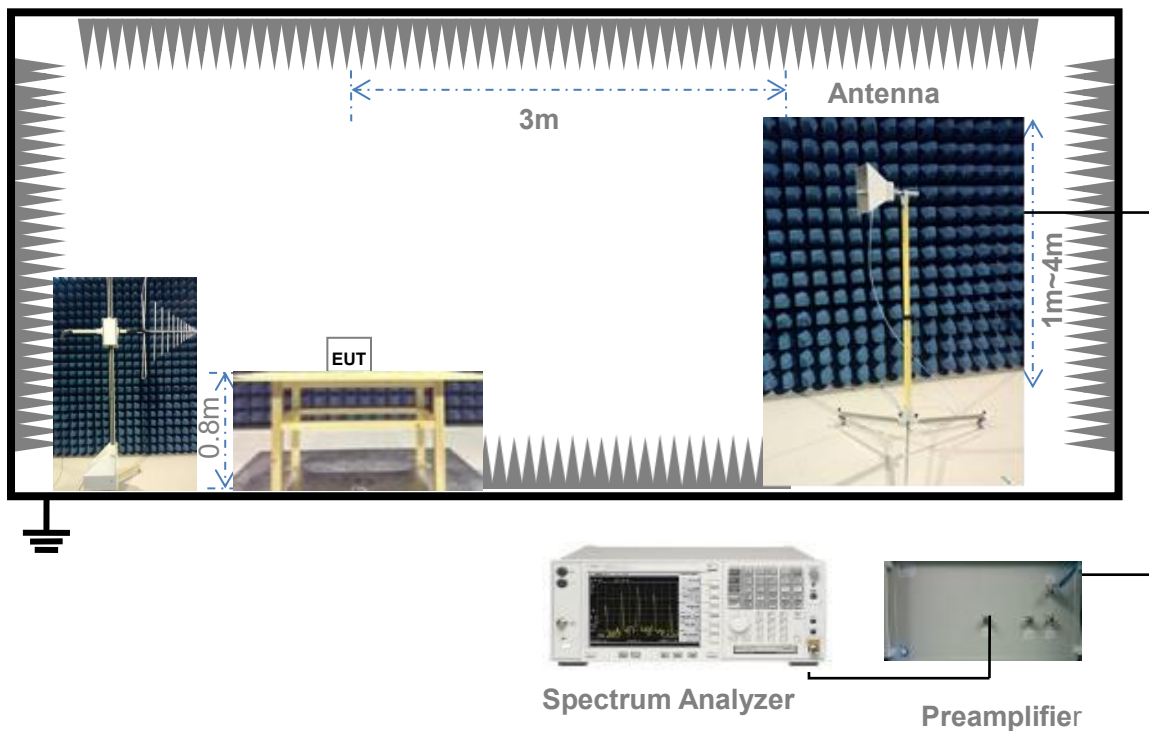 Antenna
3m
1m~4m
EUT
0.8m
Spectrum Analyzer
Preamplifier